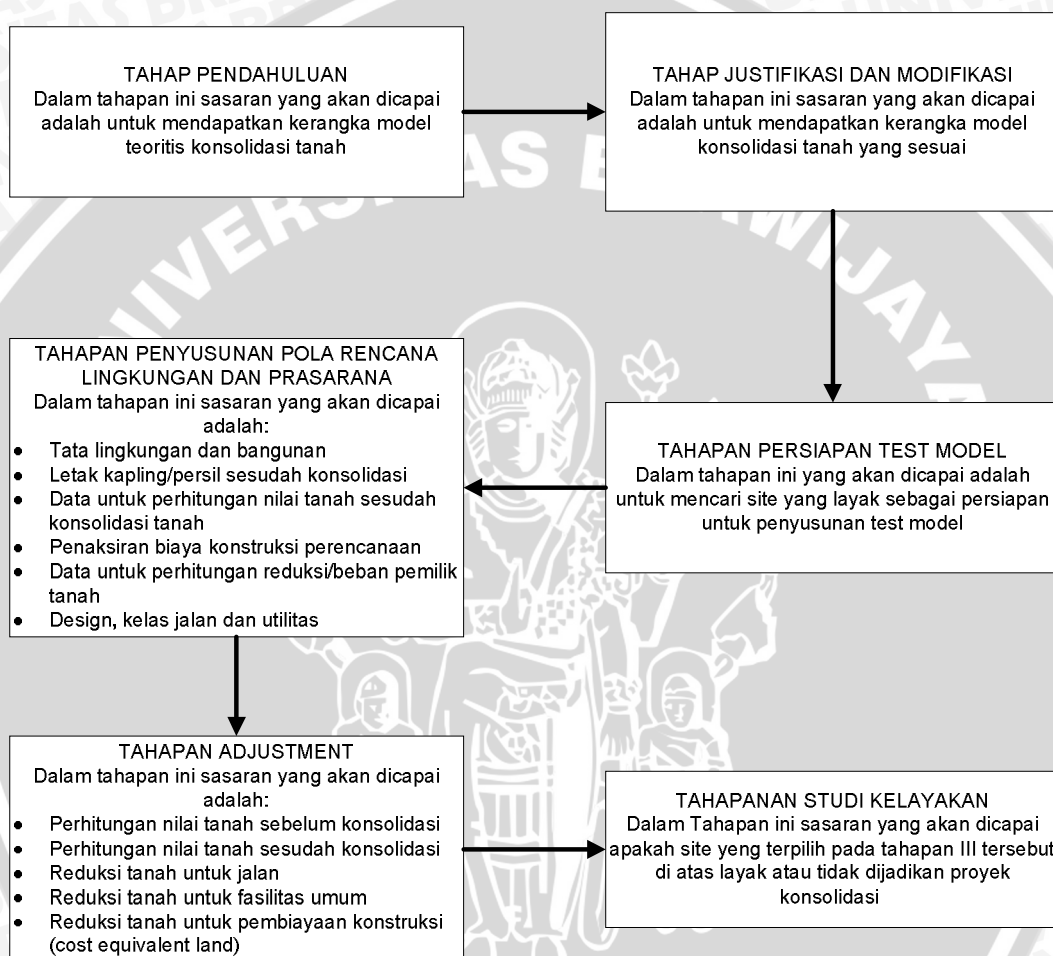 TAHAP PENDAHULUAN
Dalam tahapan ini sasaran yang akan dicapai
adalah untuk mendapatkan kerangka model
teoritis konsolidasi tanah
TAHAP JUSTIFIKASI DAN MODIFIKASI
Dalam tahapan ini sasaran yang akan dicapai
adalah untuk mendapatkan kerangka model
konsolidasi tanah yang sesuai
TAHAPAN PERSIAPAN TEST MODEL
Dalam tahapan ini yang akan dicapai adalah
untuk mencari site yang layak sebagai persiapan
untuk penyusunan test model
TAHAPAN PENYUSUNAN POLA RENCANA
LINGKUNGAN DAN PRASARANA
Dalam tahapan ini sasaran yang akan dicapai
adalah:
• Tata lingkungan dan bangunan
• Letak kapling/persil sesudah konsolidasi
• Data untuk perhitungan nilai tanah sesudah
konsolidasi tanah
• Penaksiran biaya konstruksi perencanaan
• Data untuk perhitungan reduksi/beban pemilik
tanah
• Design, kelas jalan dan utilitas
TAHAPAN ADJUSTMENT
Dalam tahapan ini sasaran yang akan dicapai
adalah:
• Perhitungan nilai tanah sebelum konsolidasi
• Perhitungan nilai tanah sesudah konsolidasi
• Reduksi tanah untuk jalan
• Reduksi tanah untuk fasilitas umum
• Reduksi tanah untuk pembiayaan konstruksi
(cost equivalent land)
TAHAPANAN STUDI KELAYAKAN
Dalam Tahapan ini sasaran yang akan dicapai
apakah site yeng terpilih pada tahapan III tersebut
di atas layak atau tidak dijadikan proyek
konsolidasi